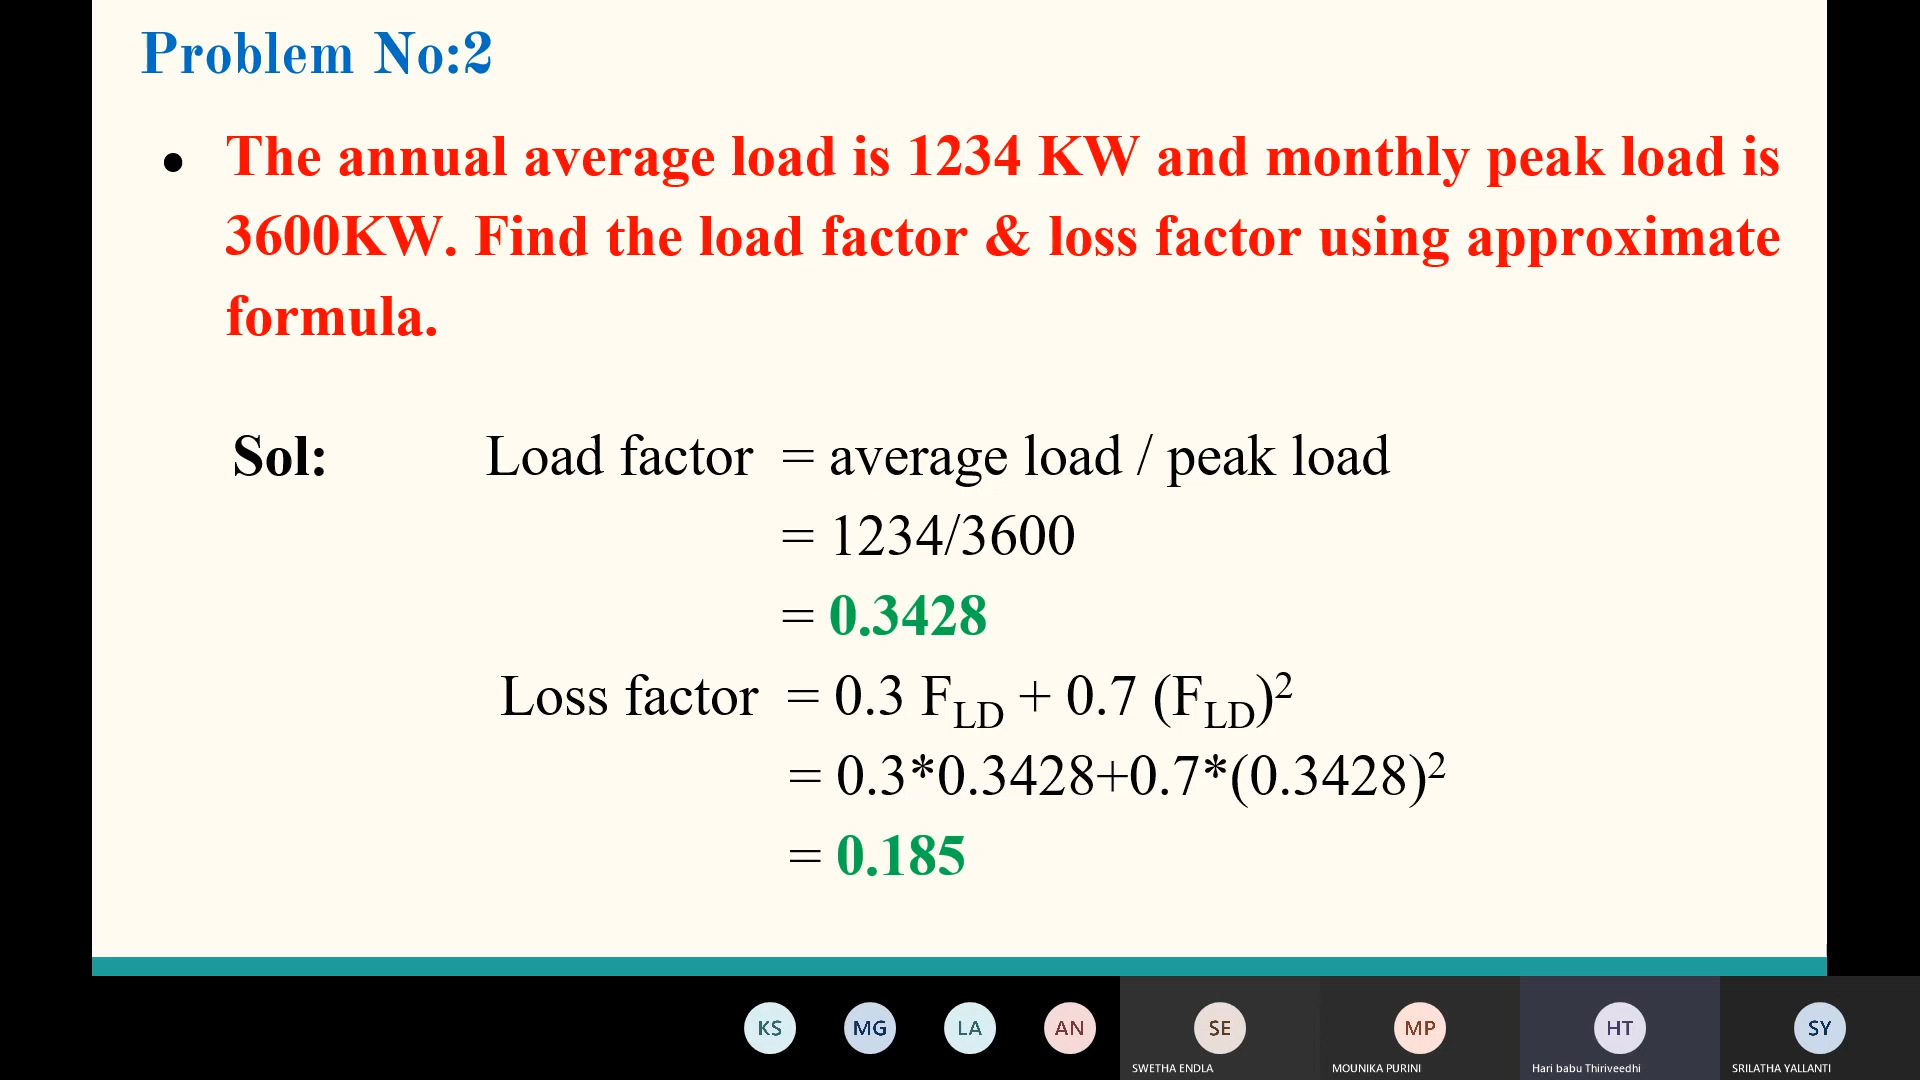 Problem No:2
• The annual average load is 1234 KW and monthly peak load is
3600KW. Find the load factor & loss factor using approximate
formula.
Sol: Load factor = average load / peak load
= 1234/3600
= 0.3428
Loss factor = 0.3 F_LD + 0.7 (F_LD)²
= 0.3*0.3428+0.7*(0.3428)²
= 0.185
KS MG LA AN SE MP HT SY
SWETHA ENDLA MOUNIKA PURINI Hari babu Thiriveedhi SRILATHA YALLANTI